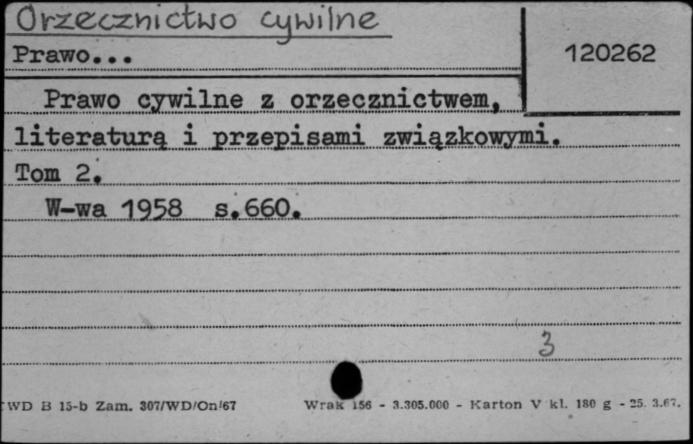 Orzecznictwo cywilne
Prawo...
120262
Prawo cywilne z orzecznictwem,
literaturą i przepisami związkowymi.
Tom 2.
W-wa 1958 s.660.
3
WD B 15-b Zam. 307/WD/On/67 Wrak 156 - 3.305.000 - Karton V kl. 180 g - 25. 3.67.